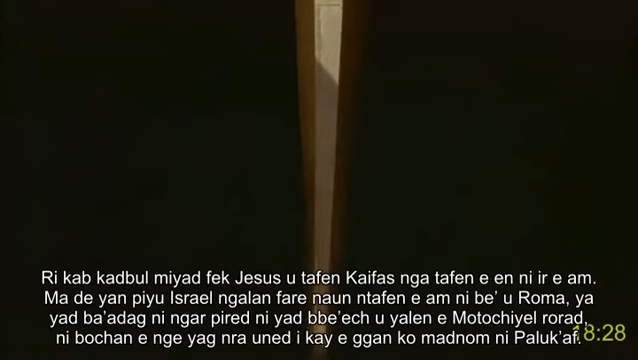 Ri kab kadbul miyad fek Jesus u tafen Kaifas nga tafen e en ni ir e am.
Ma de yan piyu Israel ngalan fare naun ntafen e am ni be' u Roma, ya
yad ba'adag ni ngar pired ni yad bbe'ech u yalen e Motochiyel rorad,
ni bochan e nge yag nra uned i kay e ggan ko madnom ni Paluk'af.
18:28